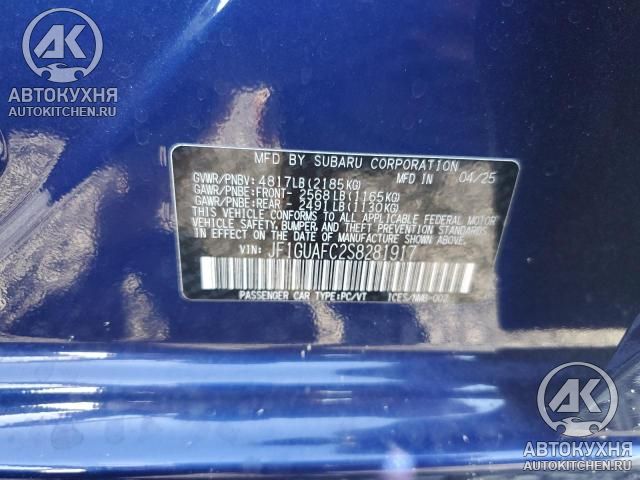 АК
АВТОКУХНЯ
AUTOKITCHEN.RU
MFD BY SUBARU CORPORATION
GVWR/PNBV: 4817LB(2185KG) MFD IN 04/25
GAWR/PNBE:FRONT- 2568LB(1165KG)
GAWR/PNBE:REAR - 2491LB(1130KG)
THIS VEHICLE CONFORMS TO ALL APPLICABLE FEDERAL MOTOR
VEHICLE SAFETY, BUMPER, AND THEFT PREVENTION STANDARDS
IN EFFECT ON THE DATE OF MANUFACTURE SHOWN ABOVE.
VIN: JF1GUAFC2S8281917
PASSENGER CAR TYPE:PC/VT ICES/NMB-002
АК
АВТОКУХНЯ
AUTOKITCHEN.RU